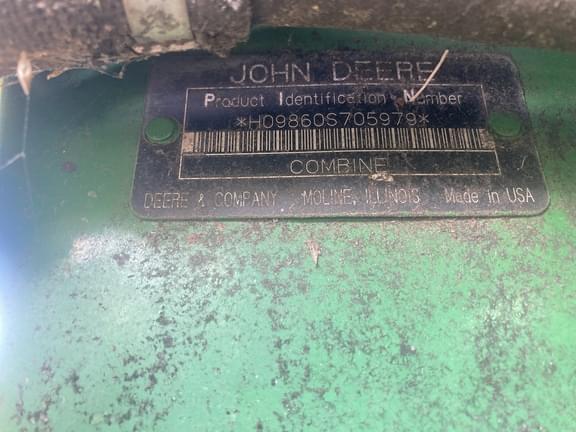 JOHN DEERE
Product Identification Number
*H09860S705979*
COMBINE
DEERE & COMPANY MOLINE, ILLINOIS Made in USA